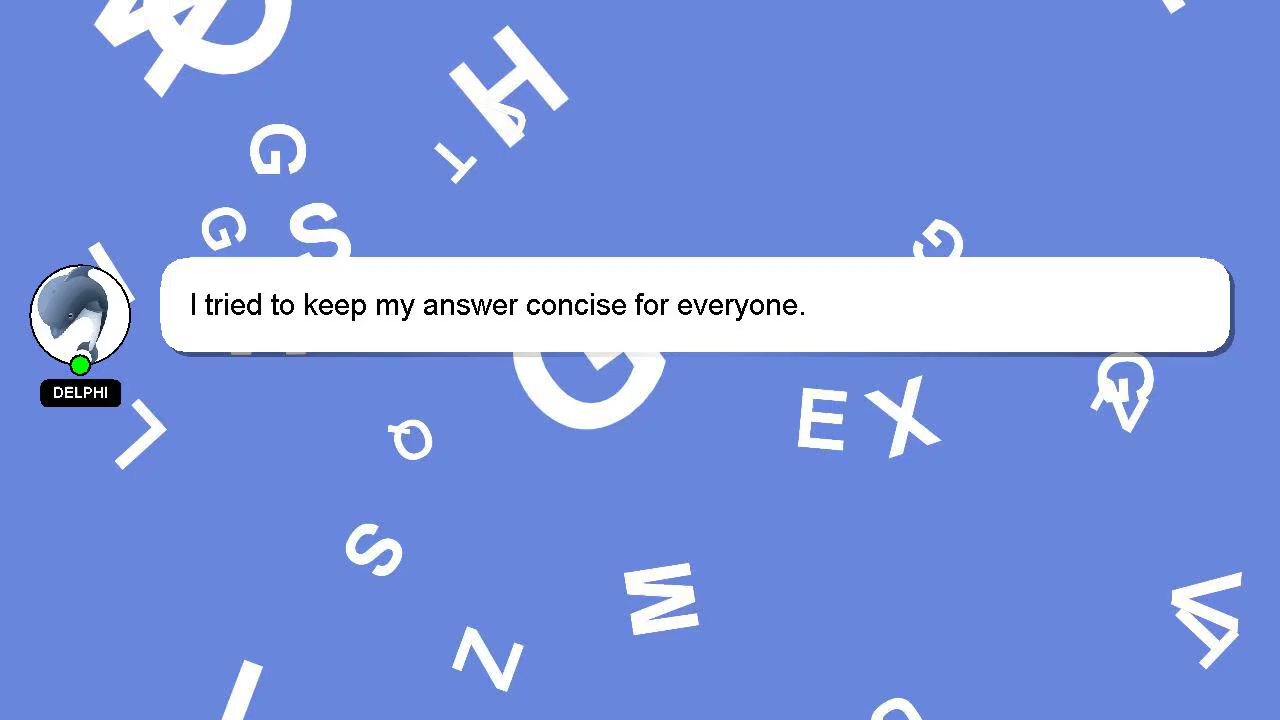 I tried to keep my answer concise for everyone.
DELPHI
H
T
G
G
S
G
L
Q
G
E X
G
S
M
Z
V